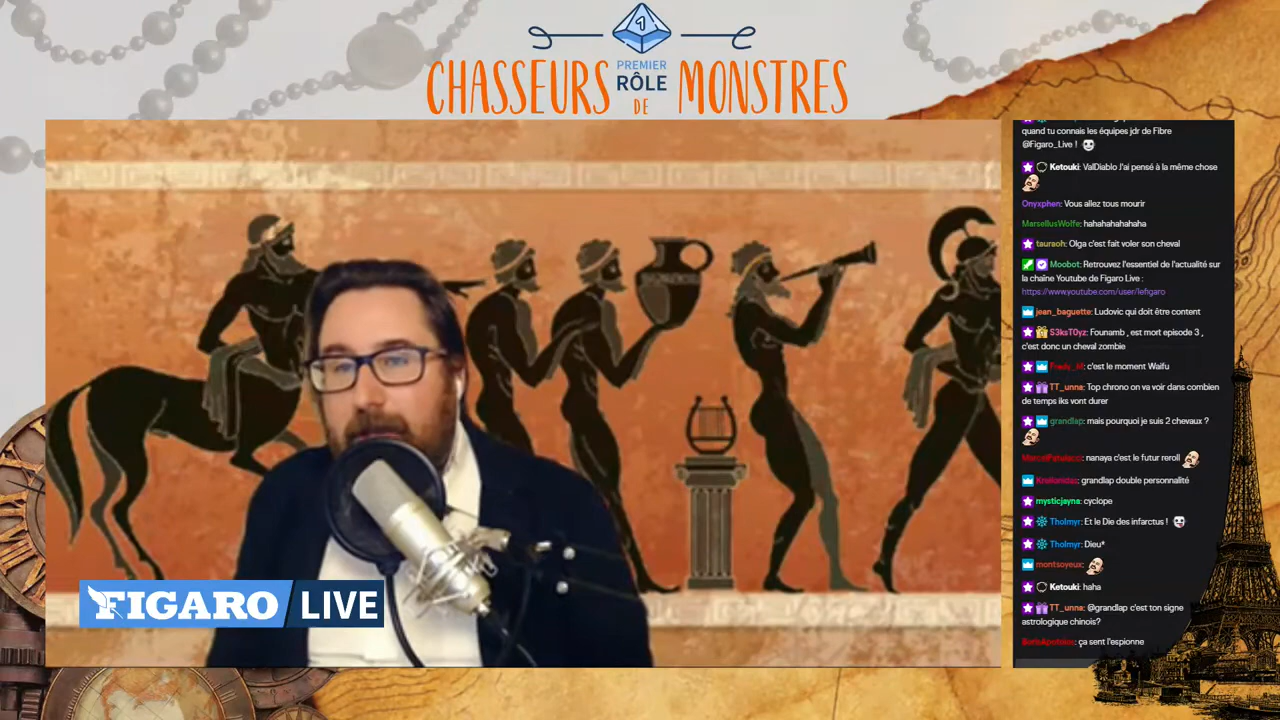 1
PREMIER
RÔLE
CHASSEURS DE MONSTRES
quand tu connais les équipes jdr de Fibre
@Figaro_Live !
Ketouki: ValDiablo J'ai pensé à la même chose
Onyxphen: Vous allez tous mourir
MarsellusWolfe: hahahahahahaha
tauraoh: Olga c'est fait voler son cheval
Moobot: Retrouvez l'essentiel de l'actualité sur
la chaîne Youtube de Figaro Live :
https://www.youtube.com/user/lefigaro
jean_baguette: Ludovic qui doit être content
S3ksT0yz: Founamb , est mort episode 3 ,
c'est donc un cheval zombie
c'est le moment Waifu
TT_unna: Top chrono on va voir dans combien
de temps iks vont durer
grandlap: mais pourquoi je suis 2 chevaux ?
nanaya c'est le futur reroll
grandlap double personnalité
mysticjayna: cyclope
Tholmyr: Et le Die des infarctus !
Tholmyr: Dieu*
montsoyeux:
Ketouki: haha
TT_unna: @grandlap c'est ton signe
astrologique chinois?
ça sent l'espionne
FIGARO LIVE